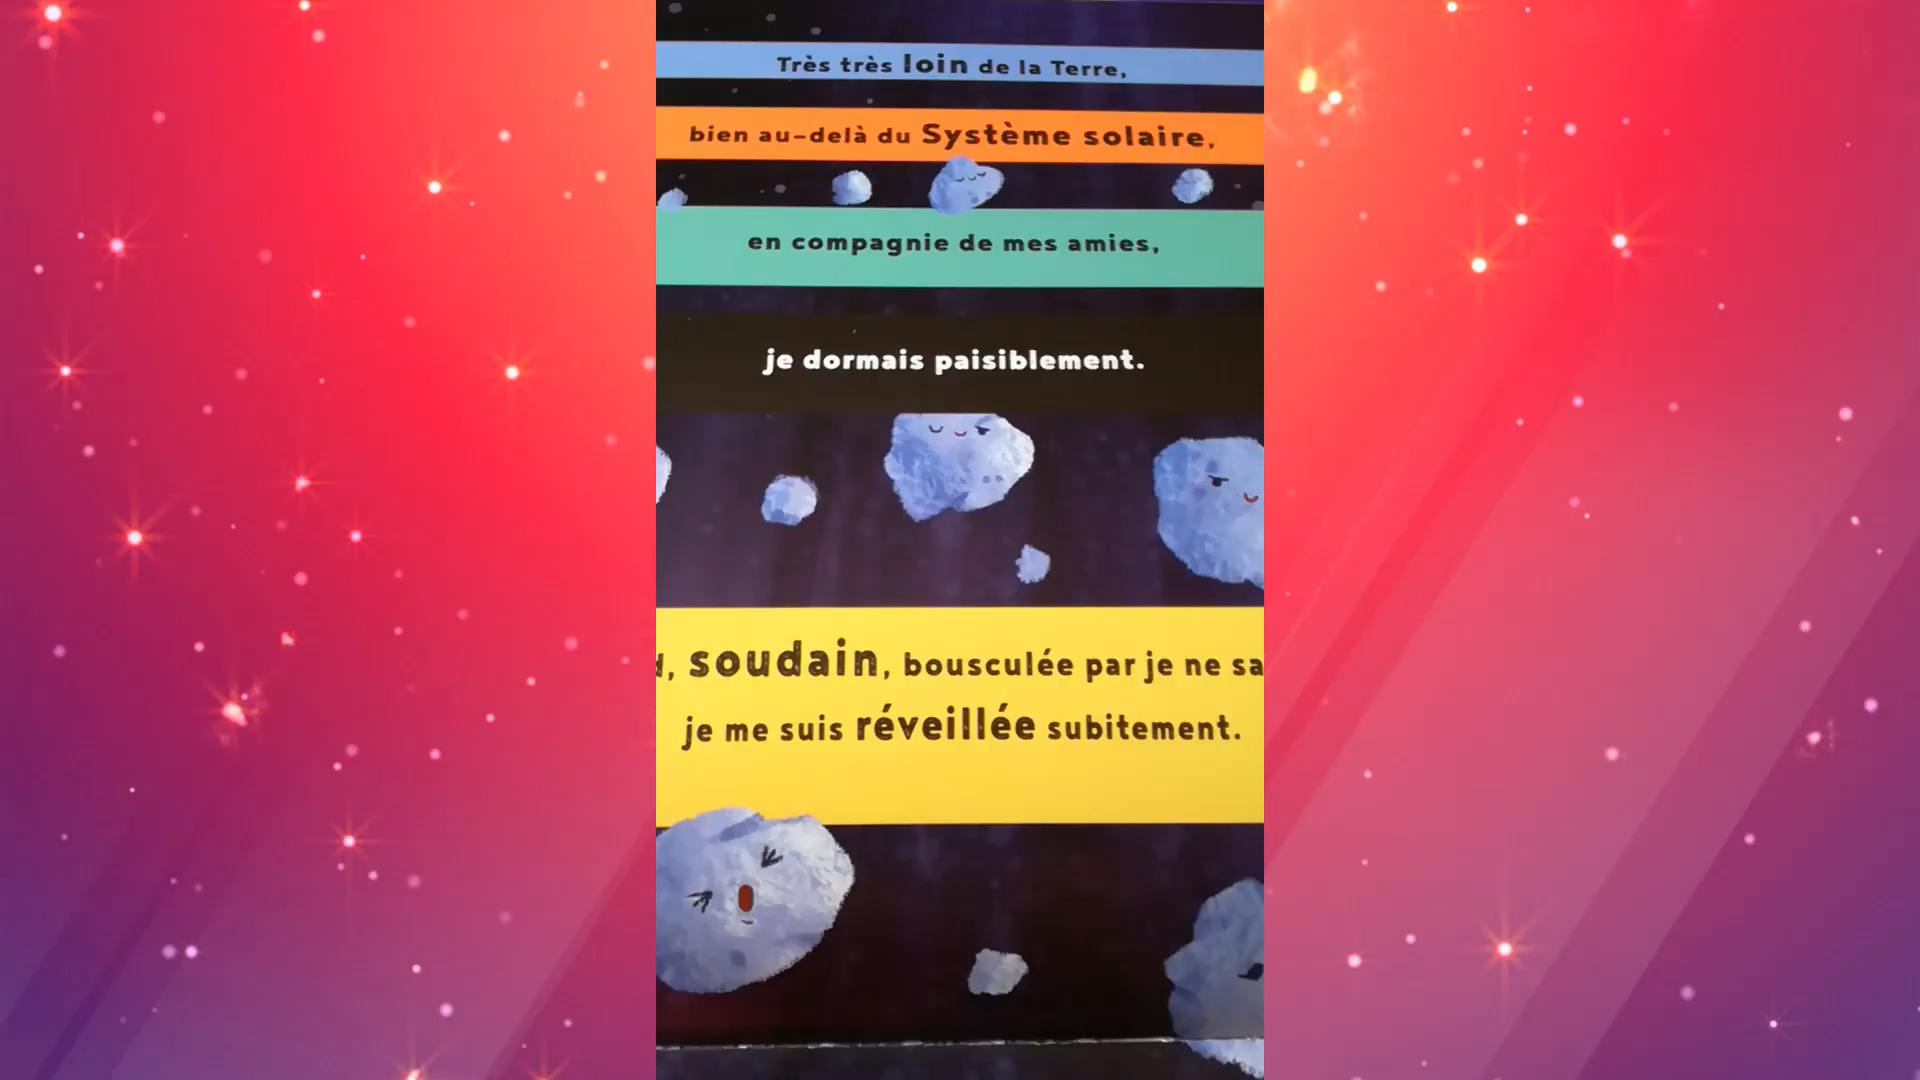 Très très loin de la Terre,
bien au-delà du Système solaire,
en compagnie de mes amies,
je dormais paisiblement.
soudain, bousculée par je ne
je me suis réveillée subitement.